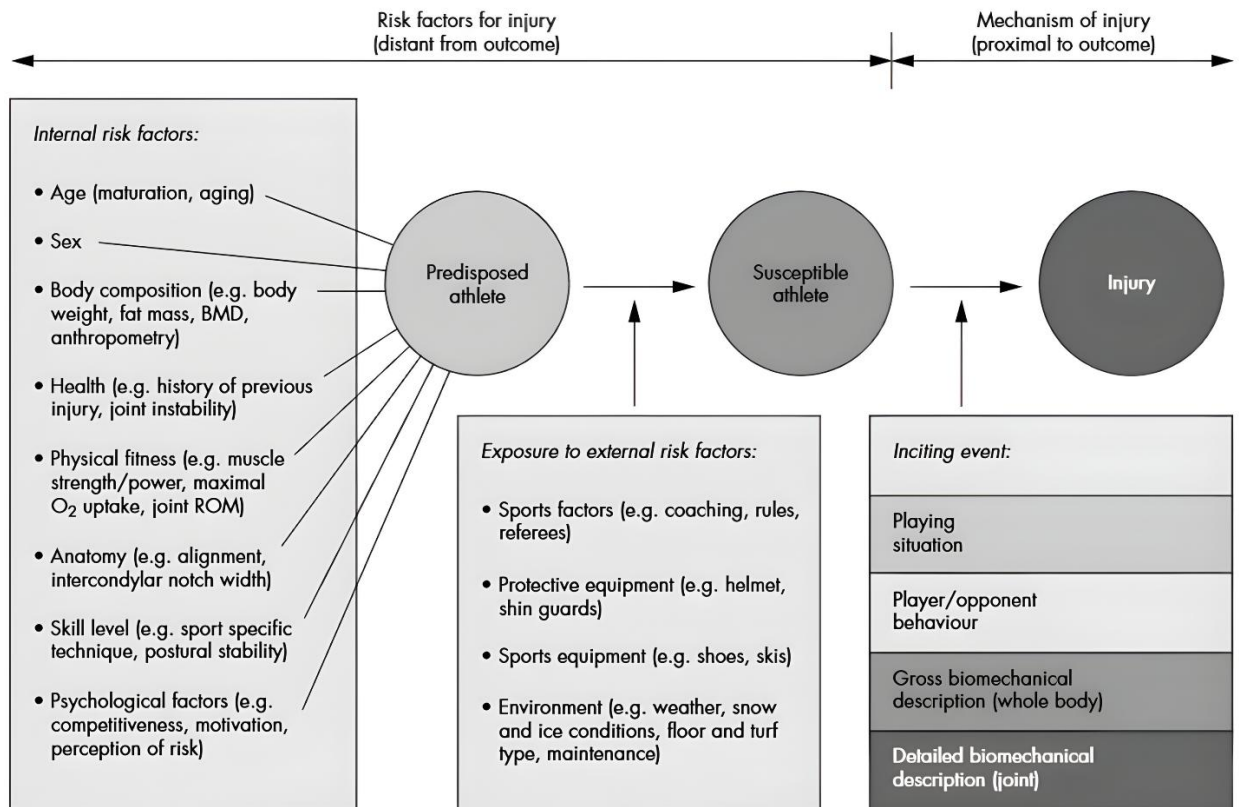 Risk factors for injury
(distant from outcome)
Mechanism of injury
(proximal to outcome)
Internal risk factors:
• Age (maturation, aging)
• Sex
• Body composition (e.g. body
weight, fat mass, BMD,
anthropometry)
• Health (e.g. history of previous
injury, joint instability)
• Physical fitness (e.g. muscle
strength/power, maximal
O₂ uptake, joint ROM)
• Anatomy (e.g. alignment,
intercondylar notch width)
• Skill level (e.g. sport specific
technique, postural stability)
• Psychological factors (e.g.
competitiveness, motivation,
perception of risk)
Predisposed
athlete
Susceptible
athlete
Injury
Exposure to external risk factors:
• Sports factors (e.g. coaching, rules,
referees)
• Protective equipment (e.g. helmet,
shin guards)
• Sports equipment (e.g. shoes, skis)
• Environment (e.g. weather, snow
and ice conditions, floor and turf
type, maintenance)
Inciting event:
Playing
situation
Player/opponent
behaviour
Gross biomechanical
description (whole body)
Detailed biomechanical
description (joint)